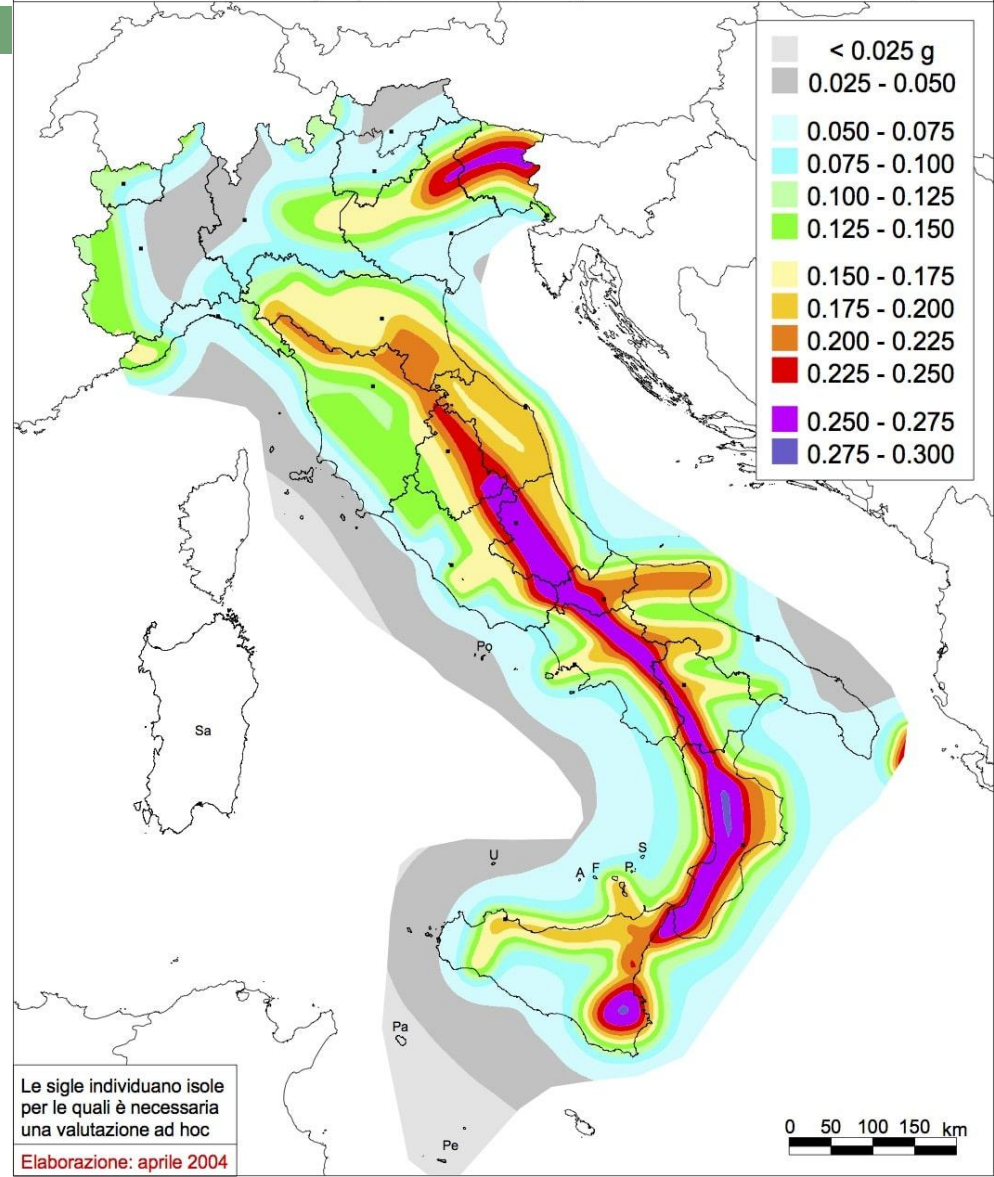 < 0.025 g
0.025 - 0.050
0.050 - 0.075
0.075 - 0.100
0.100 - 0.125
0.125 - 0.150
0.150 - 0.175
0.175 - 0.200
0.200 - 0.225
0.225 - 0.250
0.250 - 0.275
0.275 - 0.300
Po
Sa
U
S
A F P
Pa
Pe
Le sigle individuano isole
per le quali è necessaria
una valutazione ad hoc
Elaborazione: aprile 2004
0 50 100 150 km